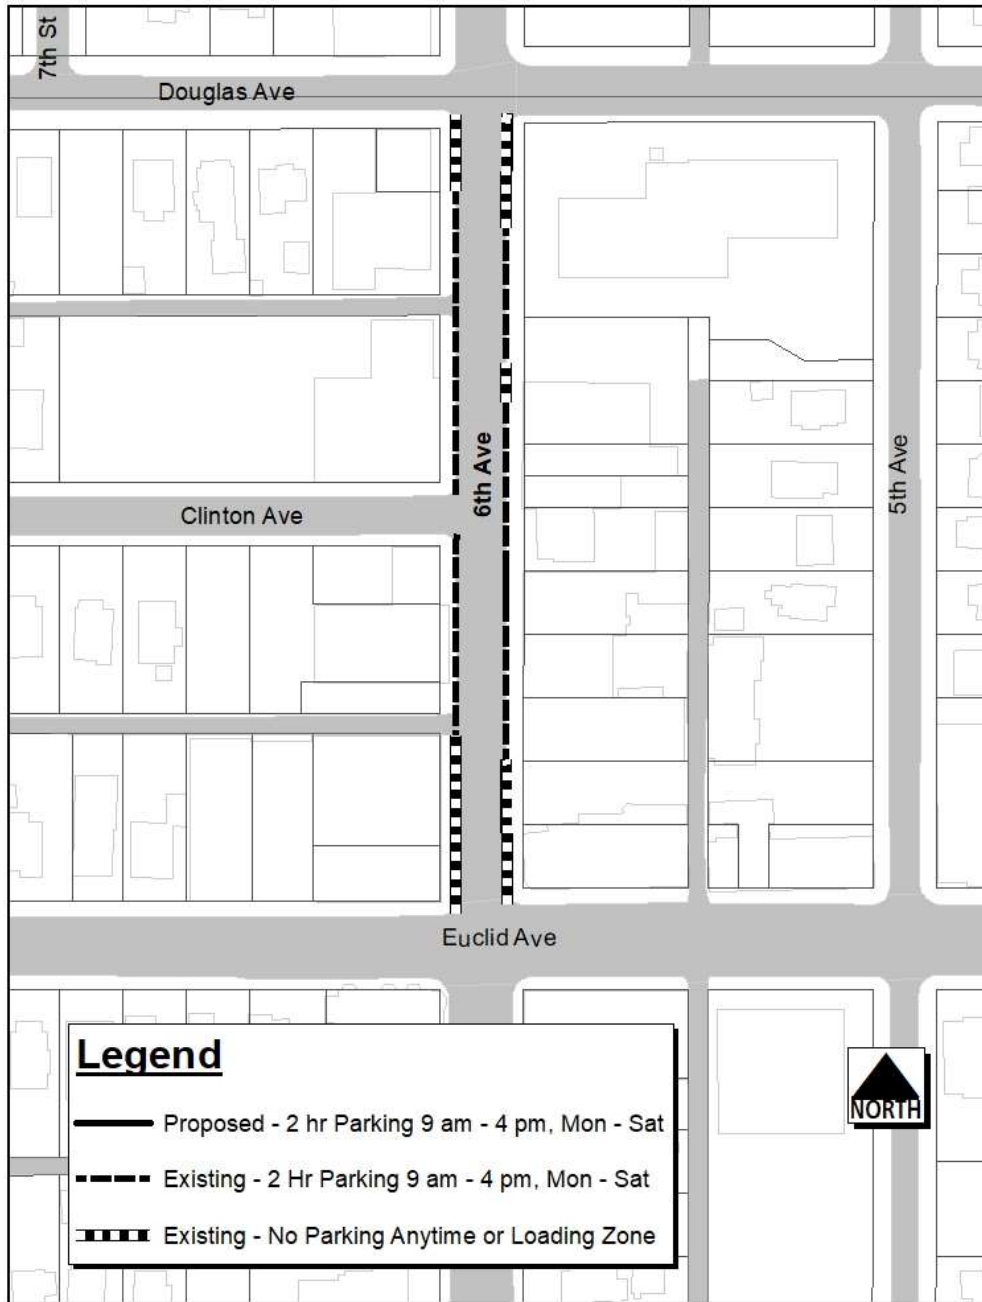 7th St
Douglas Ave
6th Ave
5th Ave
Clinton Ave
Euclid Ave
Legend
Proposed - 2 hr Parking 9 am - 4 pm, Mon - Sat
Existing - 2 Hr Parking 9 am - 4 pm, Mon - Sat
Existing - No Parking Anytime or Loading Zone
NORTH